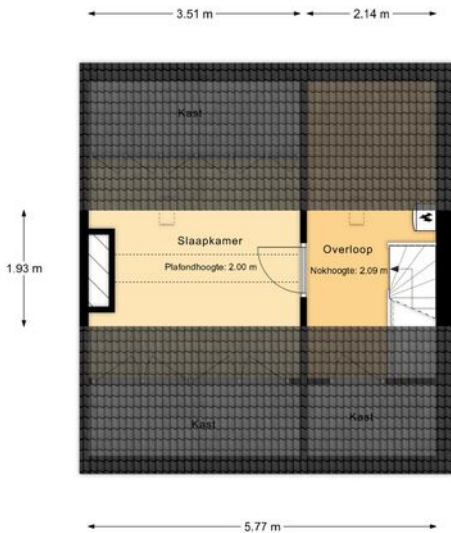 3.51 m
2.14 m
Kast
1.93 m
Slaapkamer
Plafondhoogte: 2.00 m
Overloop
Nokhoogte: 2.09 m
Kast
Kast
5.77 m